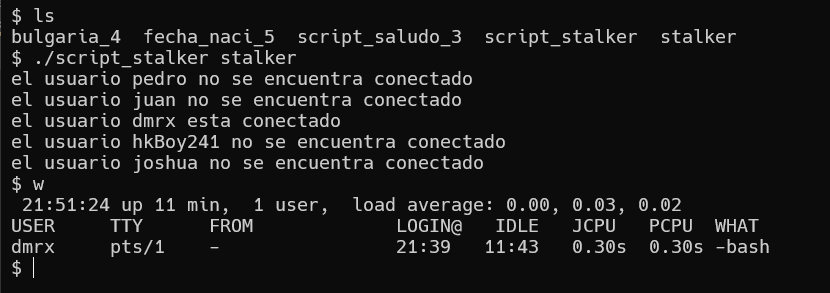 $ ls
bulgaria_4  fecha_naci_5  script_saludo_3  script_stalker  stalker
$ ./script_stalker stalker
el usuario pedro no se encuentra conectado
el usuario juan no se encuentra conectado
el usuario dmrx esta conectado
el usuario hkBoy241 no se encuentra conectado
el usuario joshua no se encuentra conectado
$ w
 21:51:24 up 11 min,  1 user,  load average: 0.00, 0.03, 0.02
USER     TTY      FROM             LOGIN@   IDLE   JCPU   PCPU  WHAT
dmrx     pts/1    -                21:39   11:43   0.30s  0.30s -bash
$